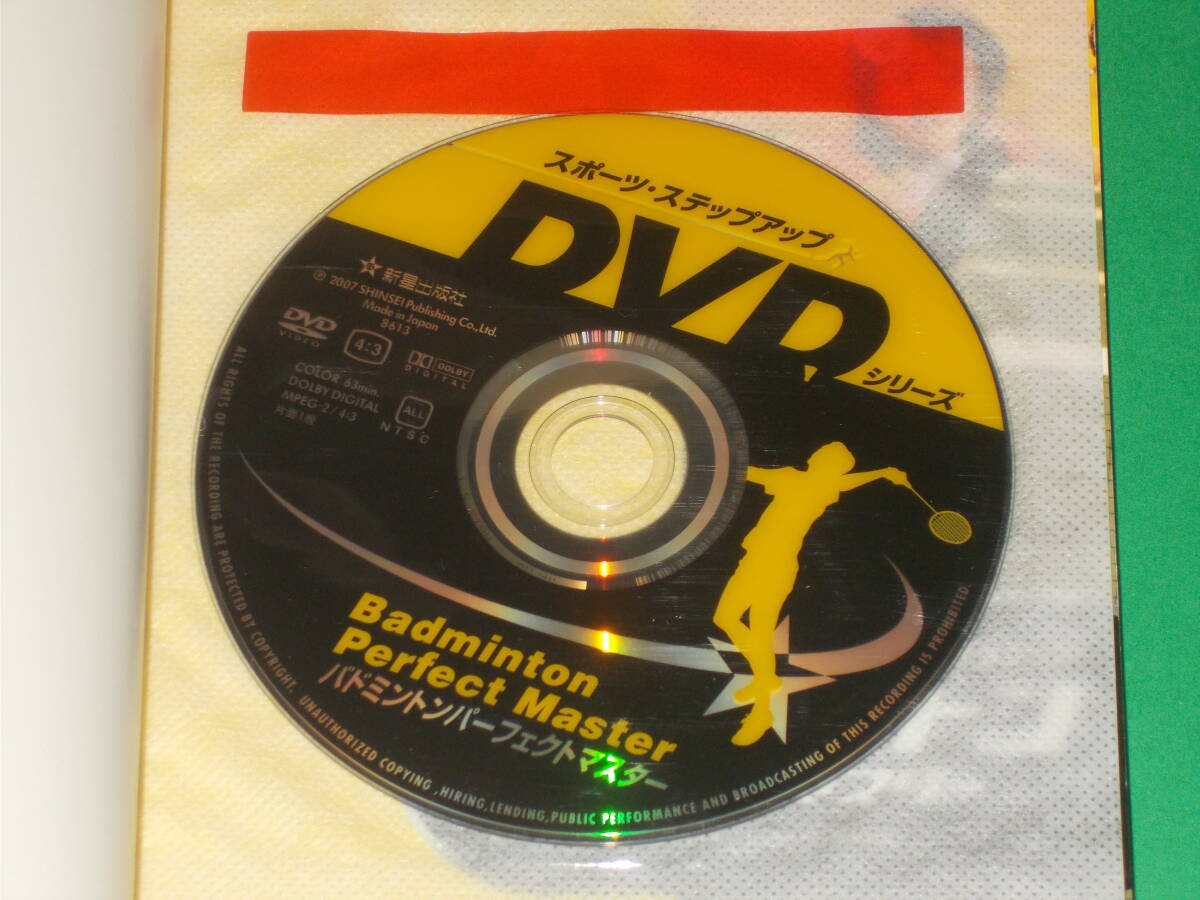 スポーツ・ステップアップ
DVD
シリーズ
新星出版社
℗ 2007 SHINSEI Publishing Co., Ltd.
Made in Japan
8613
DVD
VIDEO
4:3
DOLBY
DIGITAL
COLOR 63min.
DOLBY DIGITAL
MPEG-2/4:3
片面1層
ALL
NTSC
Badminton
Perfect Master
バドミントンパーフェクトマスター
ALL RIGHTS OF THE RECORDING ARE PROTECTED BY COPYRIGHT. UNAUTHORIZED COPYING ,HIRING,LENDING,PUBLIC PERFORMANCE AND BROADCASTING OF THIS RECORDING IS PROHIBITED.